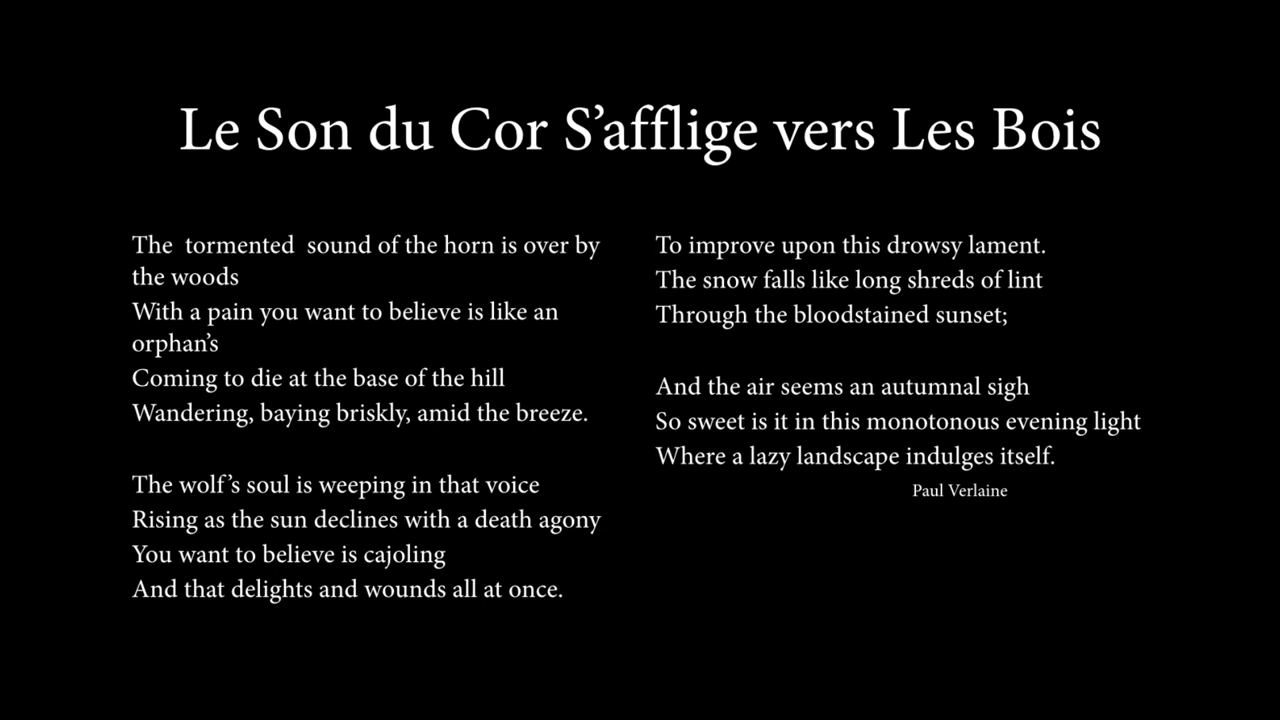 Le Son du Cor S’afflige vers Les Bois
The tormented sound of the horn is over by
the woods
With a pain you want to believe is like an
orphan’s
Coming to die at the base of the hill
Wandering, baying briskly, amid the breeze.
The wolf’s soul is weeping in that voice
Rising as the sun declines with a death agony
You want to believe is cajoling
And that delights and wounds all at once.
To improve upon this drowsy lament.
The snow falls like long shreds of lint
Through the bloodstained sunset;
And the air seems an autumnal sigh
So sweet is it in this monotonous evening light
Where a lazy landscape indulges itself.
Paul Verlaine